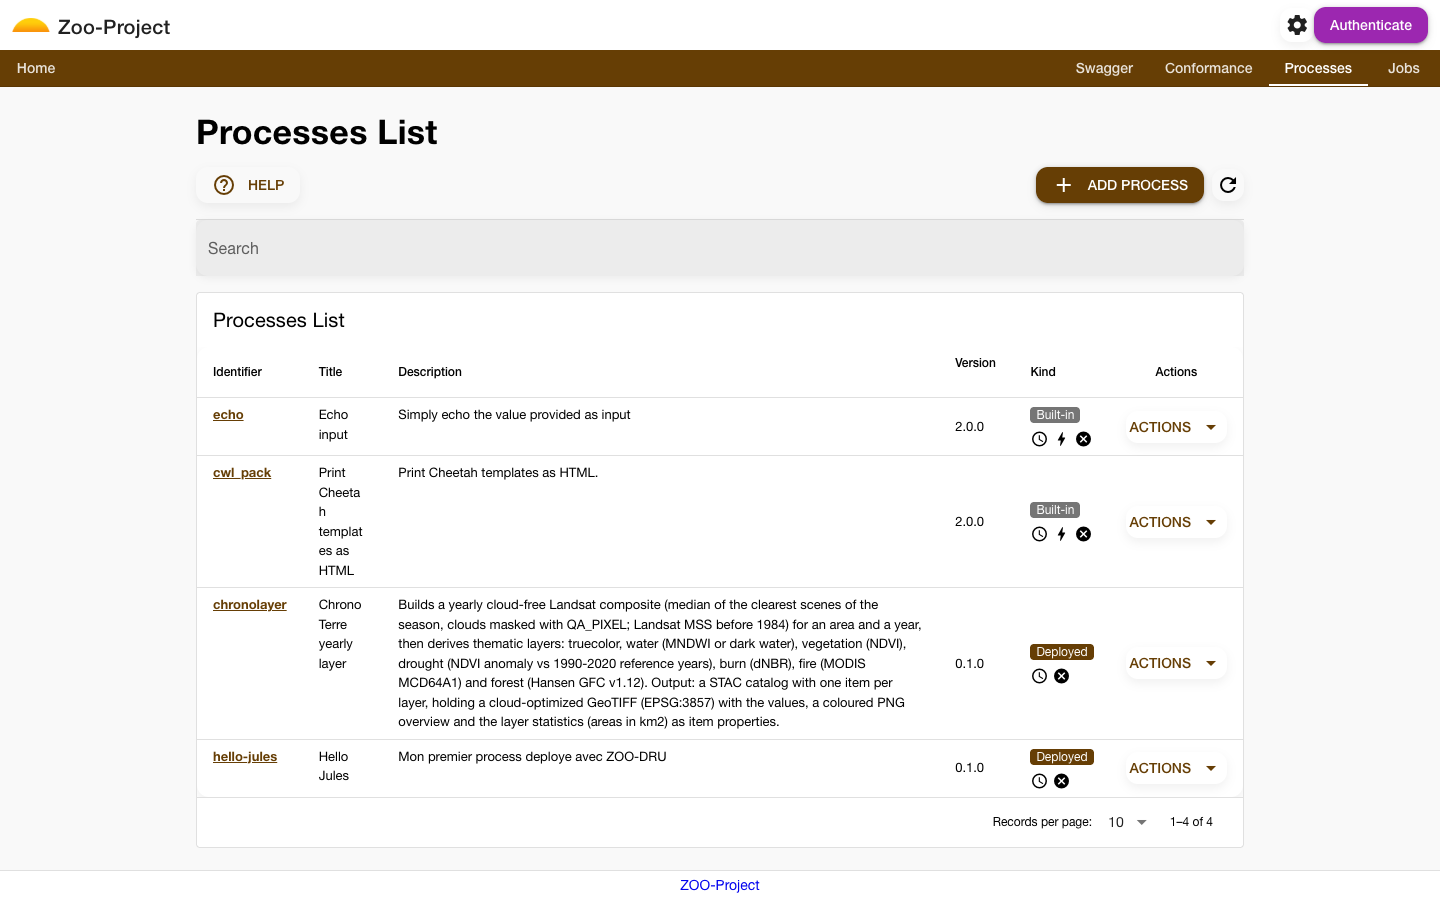 Zoo-Project
Authenticate
Home
Swagger
Conformance
Processes
Jobs
Processes List
HELP
ADD PROCESS
Search
Processes List
Identifier
Title
Description
Version
Kind
Actions
echo
Echo
input
Simply echo the value provided as input
2.0.0
Built-in
ACTIONS
cwl_pack
Print
Cheeta
h
templat
es as
HTML
Print Cheetah templates as HTML.
2.0.0
Built-in
ACTIONS
chronolayer
Chrono
Terre
yearly
layer
Builds a yearly cloud-free Landsat composite (median of the clearest scenes of the
season, clouds masked with QA_PIXEL; Landsat MSS before 1984) for an area and a year,
then derives thematic layers: truecolor, water (MNDWI or dark water), vegetation (NDVI),
drought (NDVI anomaly vs 1990-2020 reference years), burn (dNBR), fire (MODIS
MCD64A1) and forest (Hansen GFC v1.12). Output: a STAC catalog with one item per
layer, holding a cloud-optimized GeoTIFF (EPSG:3857) with the values, a coloured PNG
overview and the layer statistics (areas in km2) as item properties.
0.1.0
Deployed
ACTIONS
hello-jules
Hello
Jules
Mon premier process deploye avec ZOO-DRU
0.1.0
Deployed
ACTIONS
Records per page:
10
1–4 of 4
ZOO-Project